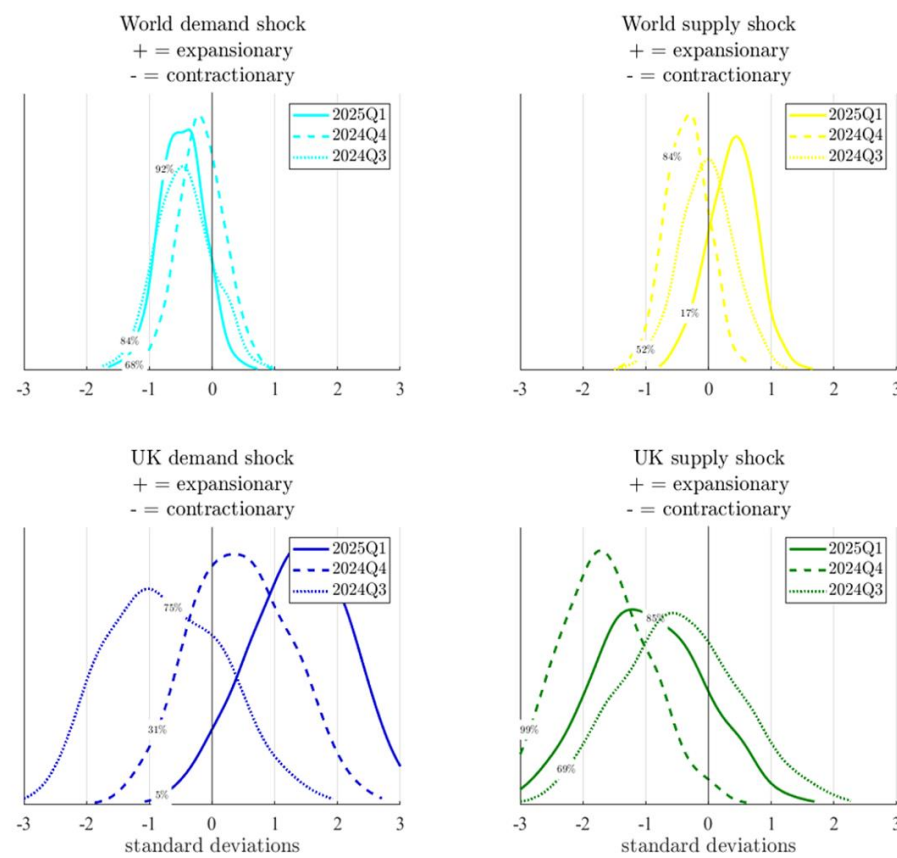 World demand shock
+ = expansionary
- = contractionary
2025Q1
2024Q4
2024Q3
92%
84%
68%
-3 -2 -1 0 1 2 3
World supply shock
+ = expansionary
- = contractionary
2025Q1
2024Q4
2024Q3
84%
17%
52%
-3 -2 -1 0 1 2 3
UK demand shock
+ = expansionary
- = contractionary
2025Q1
2024Q4
2024Q3
75%
31%
5%
-3 -2 -1 0 1 2 3
standard deviations
UK supply shock
+ = expansionary
- = contractionary
2025Q1
2024Q4
2024Q3
85%
99%
69%
-3 -2 -1 0 1 2 3
standard deviations